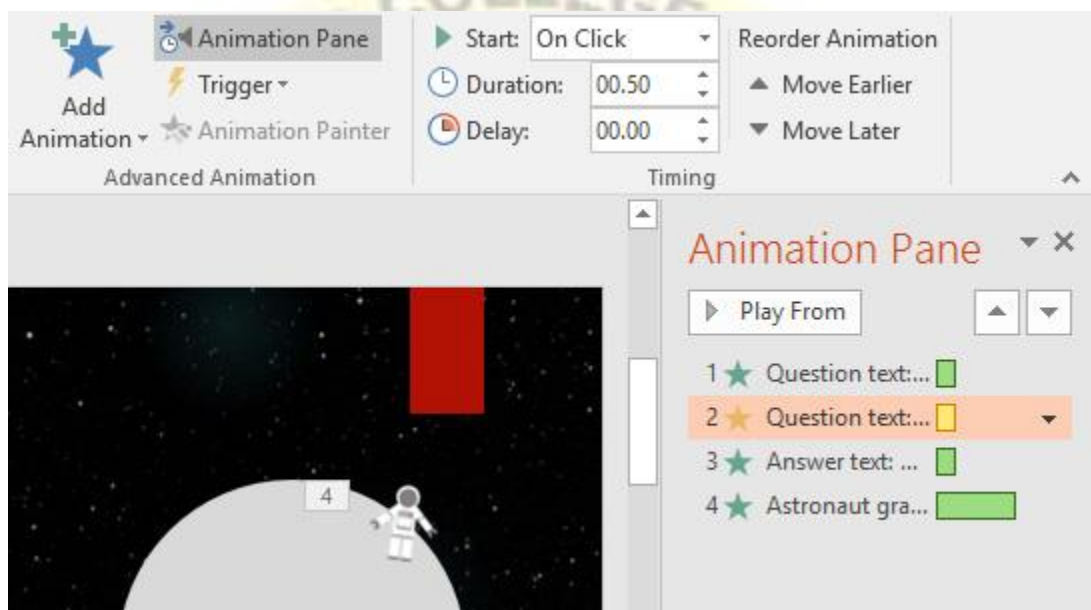 Add Animation
Animation Pane
Trigger
Animation Painter
Advanced Animation
Start: On Click
Duration: 00.50
Delay: 00.00
Reorder Animation
Move Earlier
Move Later
Timing
4
Animation Pane
Play From
1 Question text:...
2 Question text:...
3 Answer text: ...
4 Astronaut gra...